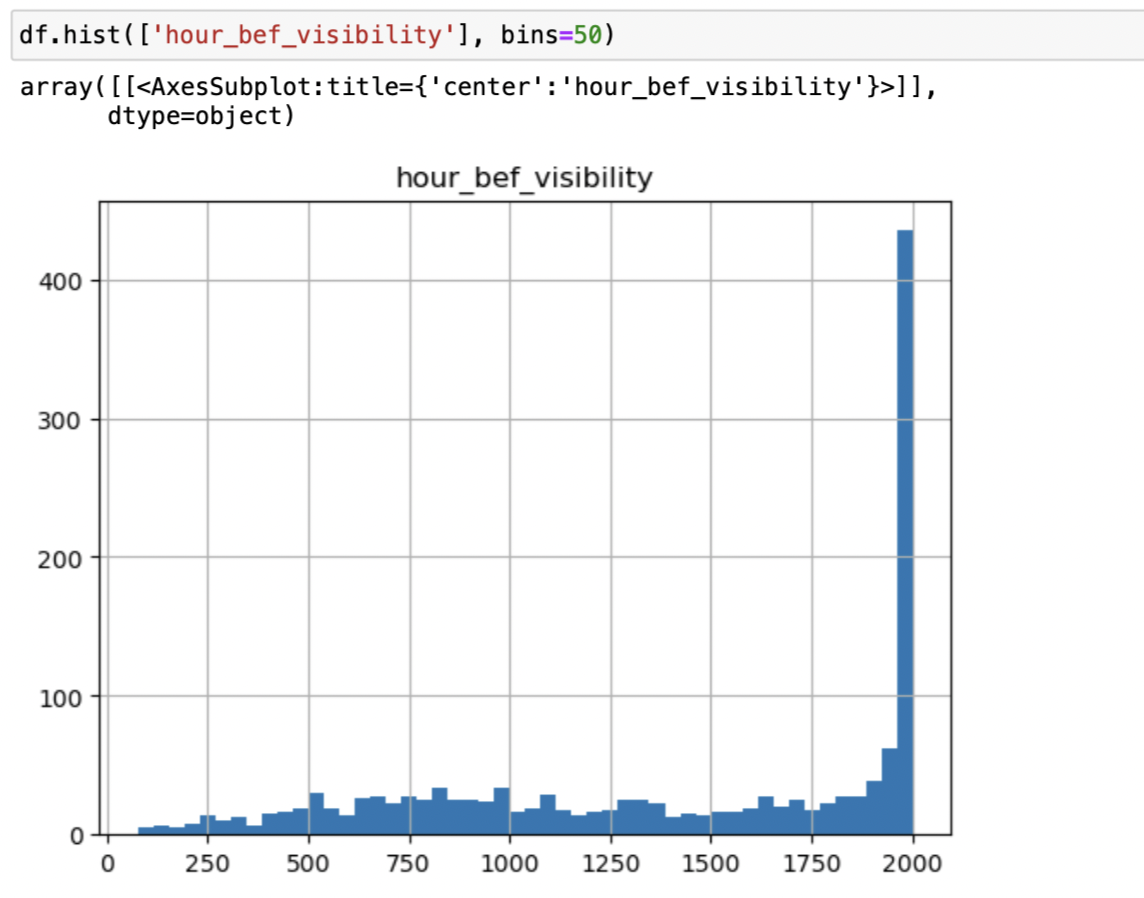 df.hist(['hour_bef_visibility'], bins=50)
array([[<AxesSubplot:title={'center':'hour_bef_visibility'}>]],
dtype=object)
hour_bef_visibility
400
300
200
100
0
0 250 500 750 1000 1250 1500 1750 2000